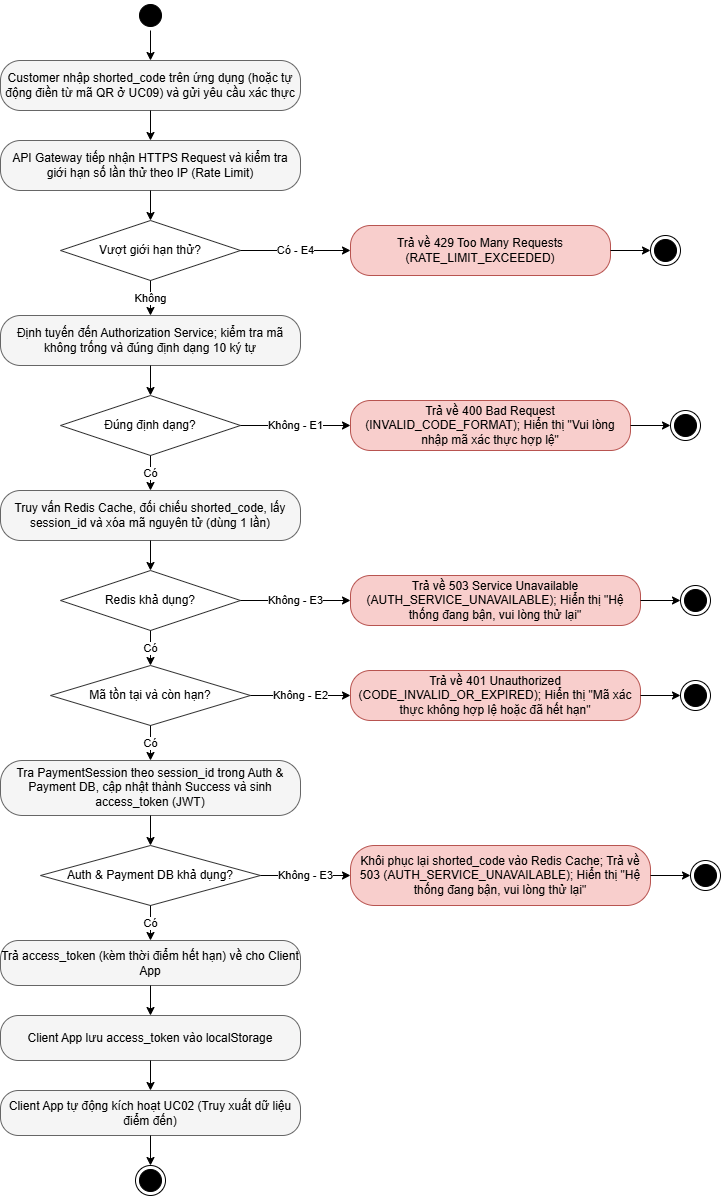 Customer nhập shorted_code trên ứng dụng (hoặc tự
động điền từ mã QR ở UC09) và gửi yêu cầu xác thực
API Gateway tiếp nhận HTTPS Request và kiểm tra
giới hạn số lần thử theo IP (Rate Limit)
Vượt giới hạn thử?
Có - E4
Trả về 429 Too Many Requests
(RATE_LIMIT_EXCEEDED)
Không
Định tuyến đến Authorization Service; kiểm tra mã
không trống và đúng định dạng 10 ký tự
Đúng định dạng?
Không - E1
Trả về 400 Bad Request
(INVALID_CODE_FORMAT); Hiển thị "Vui lòng
nhập mã xác thực hợp lệ"
Có
Truy vấn Redis Cache, đối chiếu shorted_code, lấy
session_id và xóa mã nguyên tử (dùng 1 lần)
Redis khả dụng?
Không - E3
Trả về 503 Service Unavailable
(AUTH_SERVICE_UNAVAILABLE); Hiển thị "Hệ
thống đang bận, vui lòng thử lại"
Có
Mã tồn tại và còn hạn?
Không - E2
Trả về 401 Unauthorized
(CODE_INVALID_OR_EXPIRED); Hiển thị "Mã xác
thực không hợp lệ hoặc đã hết hạn"
Có
Tra PaymentSession theo session_id trong Auth &
Payment DB, cập nhật thành Success và sinh
access_token (JWT)
Auth & Payment DB khả dụng?
Không - E3
Khôi phục lại shorted_code vào Redis Cache; Trả về
503 (AUTH_SERVICE_UNAVAILABLE); Hiển thị "Hệ
thống đang bận, vui lòng thử lại"
Có
Trả access_token (kèm thời điểm hết hạn) về cho Client
App
Client App lưu access_token vào localStorage
Client App tự động kích hoạt UC02 (Truy xuất dữ liệu
điểm đến)